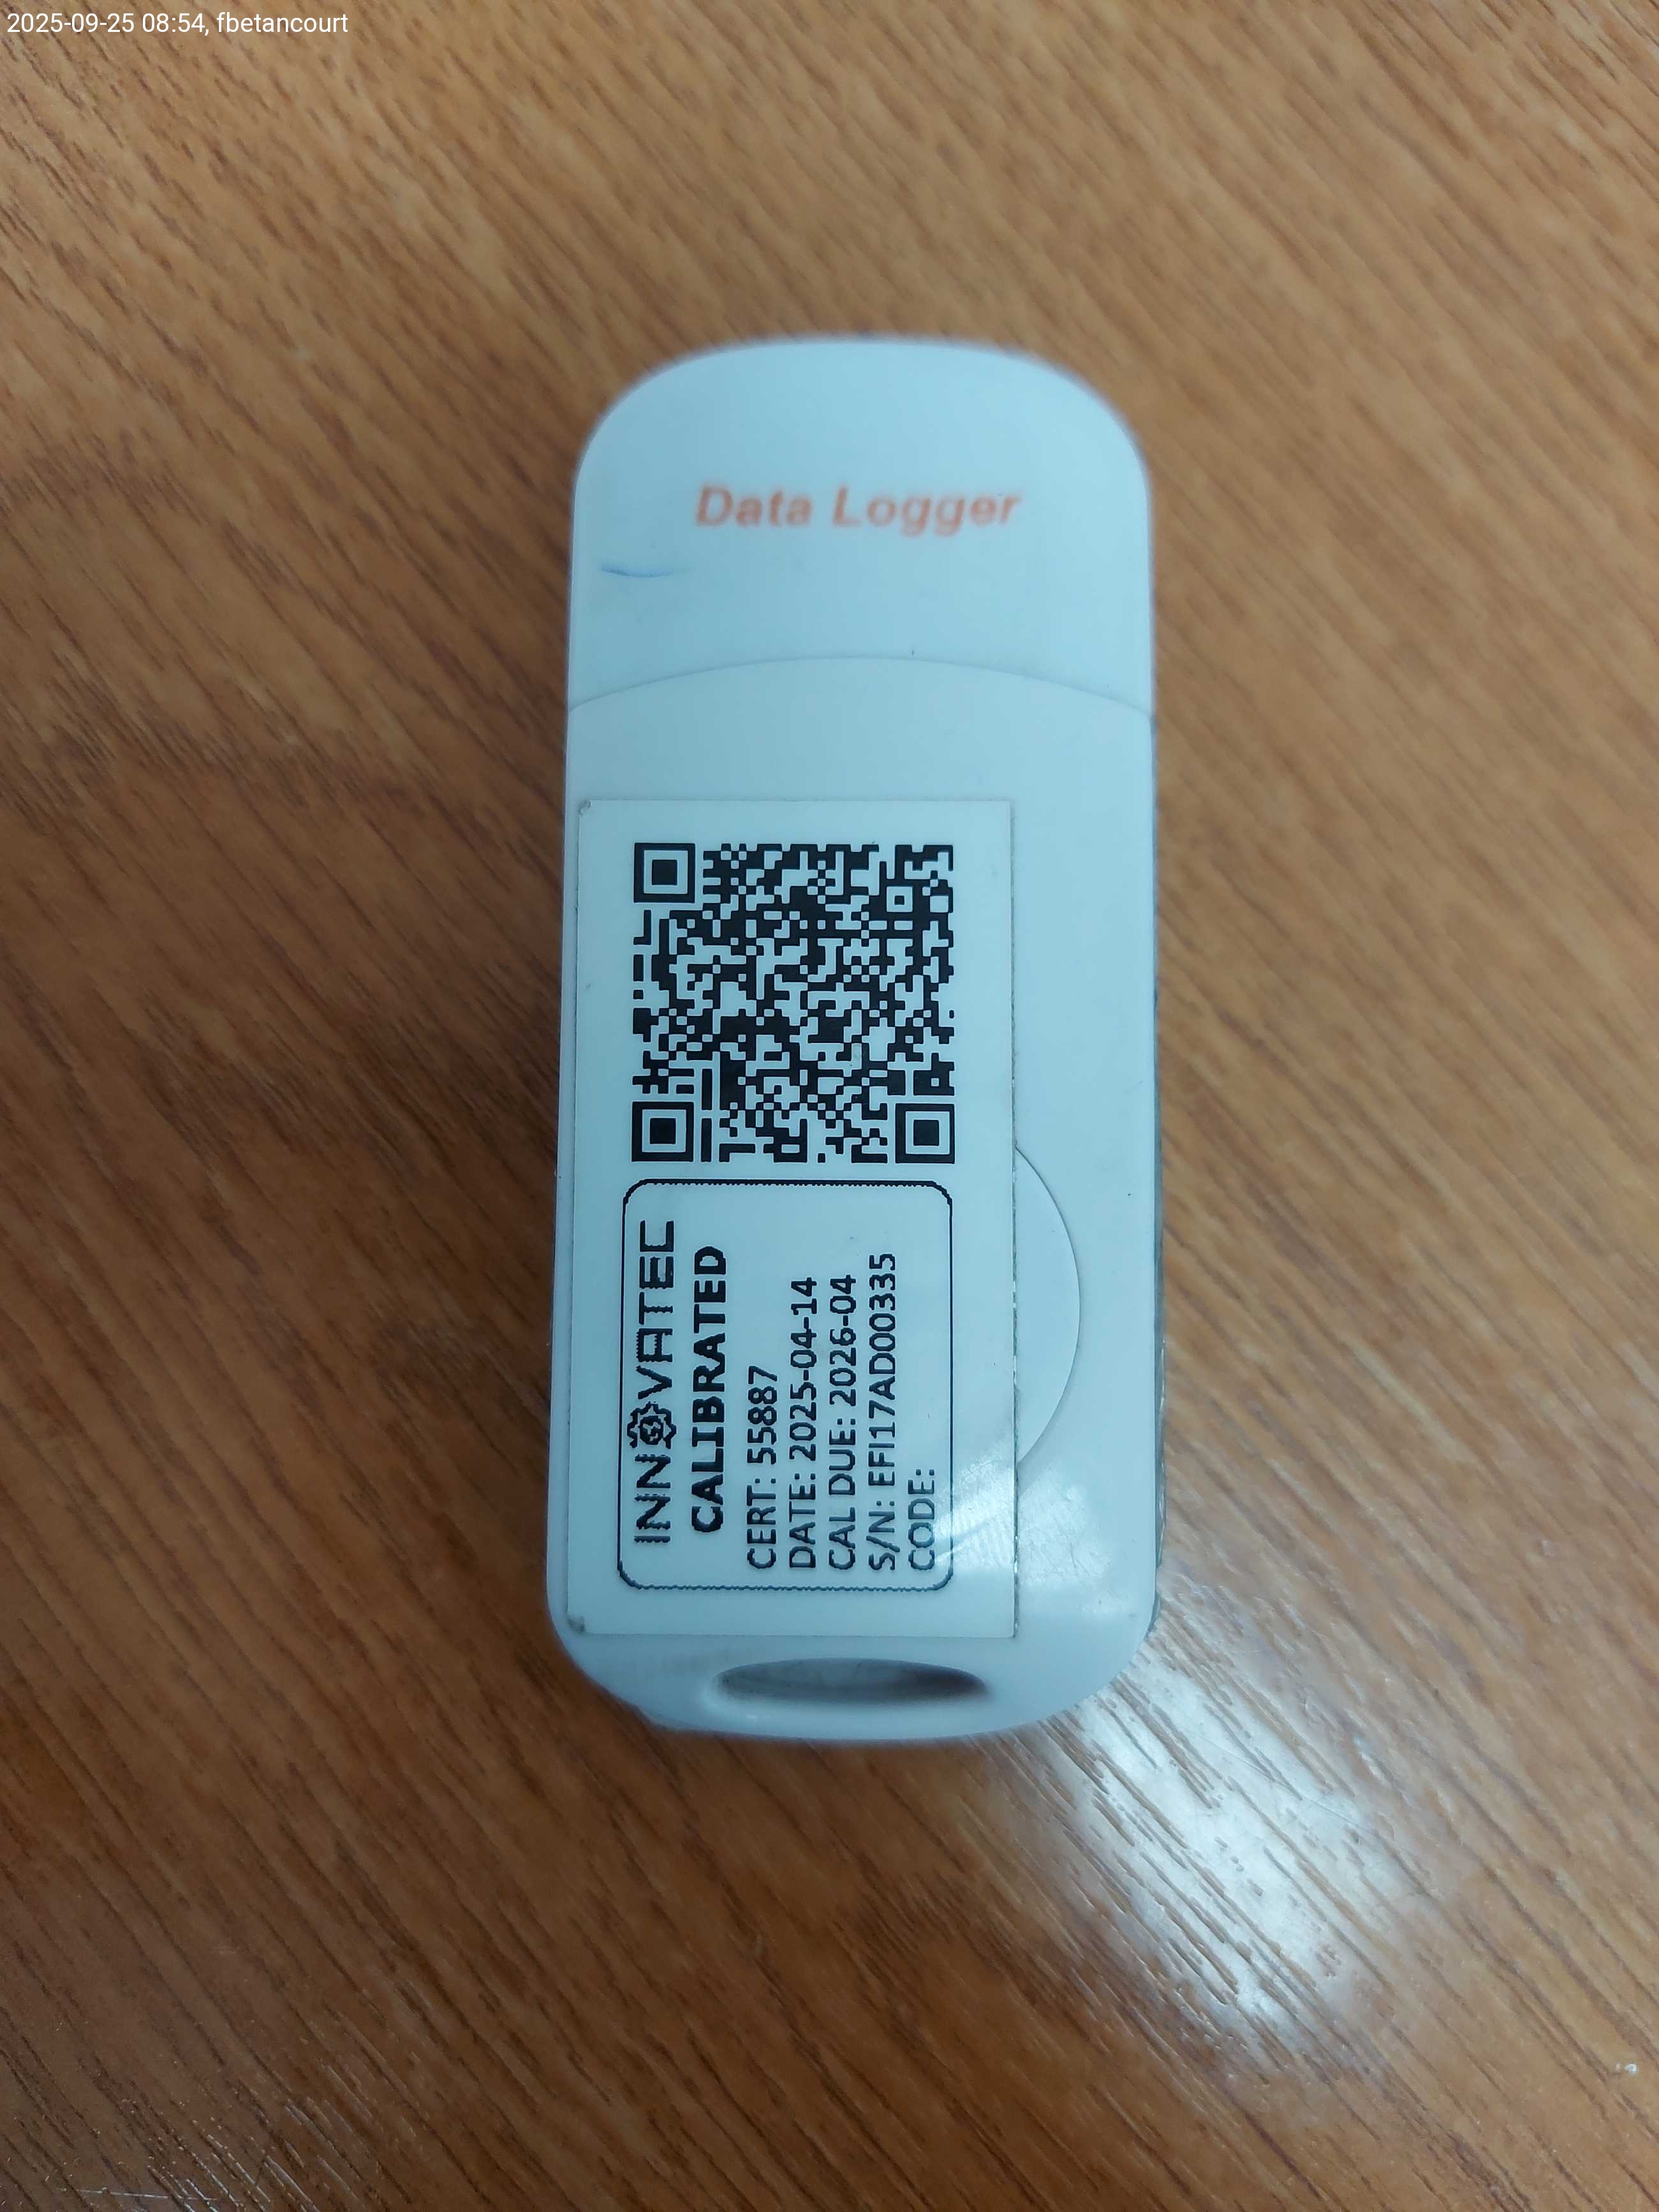 2025-09-25 08:54, fbetancourt
Data Logger
INNOVATEC
CALIBRATED
CERT: 55887
DATE: 2025-04-14
CAL DUE: 2026-04
S/N: EFI17AD00335
CODE: